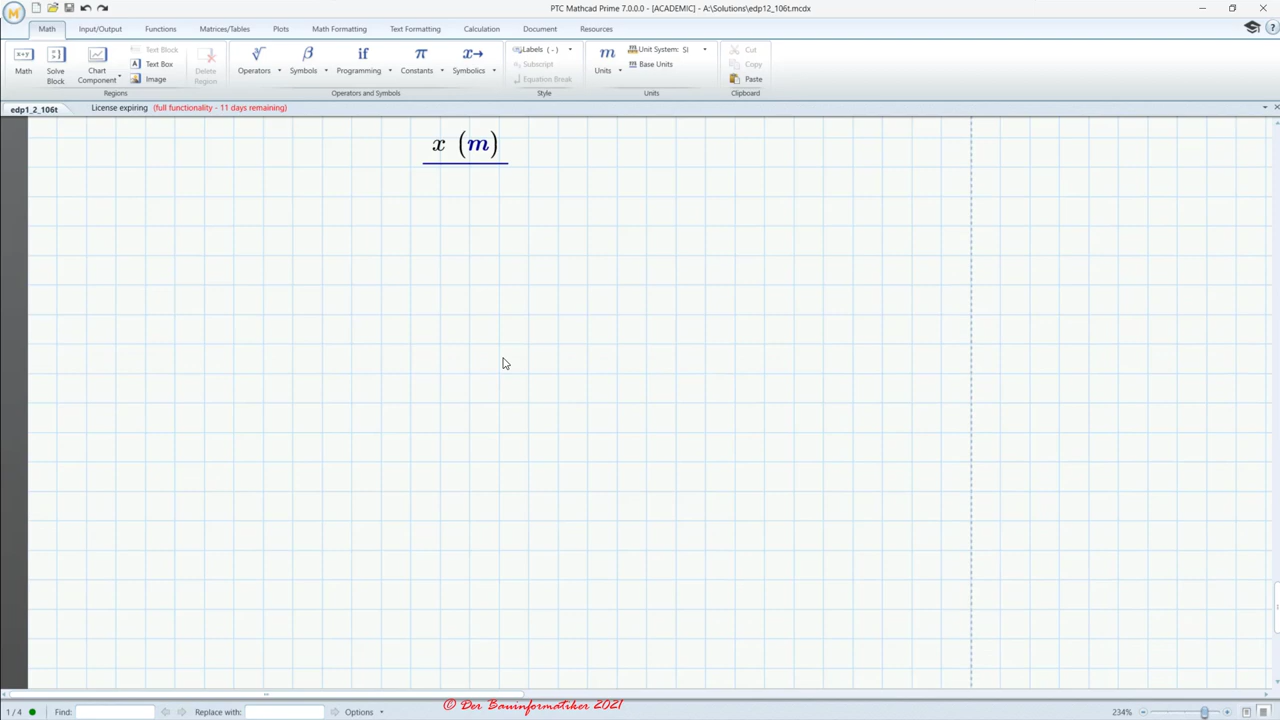 PTC Mathcad Prime 7.0.0.0 - [ACADEMIC] - A:\Solutions\edp12_106t.mcdx
Math Input/Output Functions Matrices/Tables Plots Math Formatting Text Formatting Calculation Document Resources
Math
Solve Block
Chart Component
Text Block
Text Box
Image
Delete Region
Regions
Operators
Symbols
Programming
Constants
Symbolics
Operators and Symbols
Labels ( - )
Subscript
Equation Break
Style
Units
Unit System: SI
Base Units
Units
Cut
Copy
Paste
Clipboard
edp1_2_106t License expiring (full functionality - 11 days remaining)
x (m)
1 / 4 Find: Replace with: Options 234%
© Der Bauinformatiker 2021